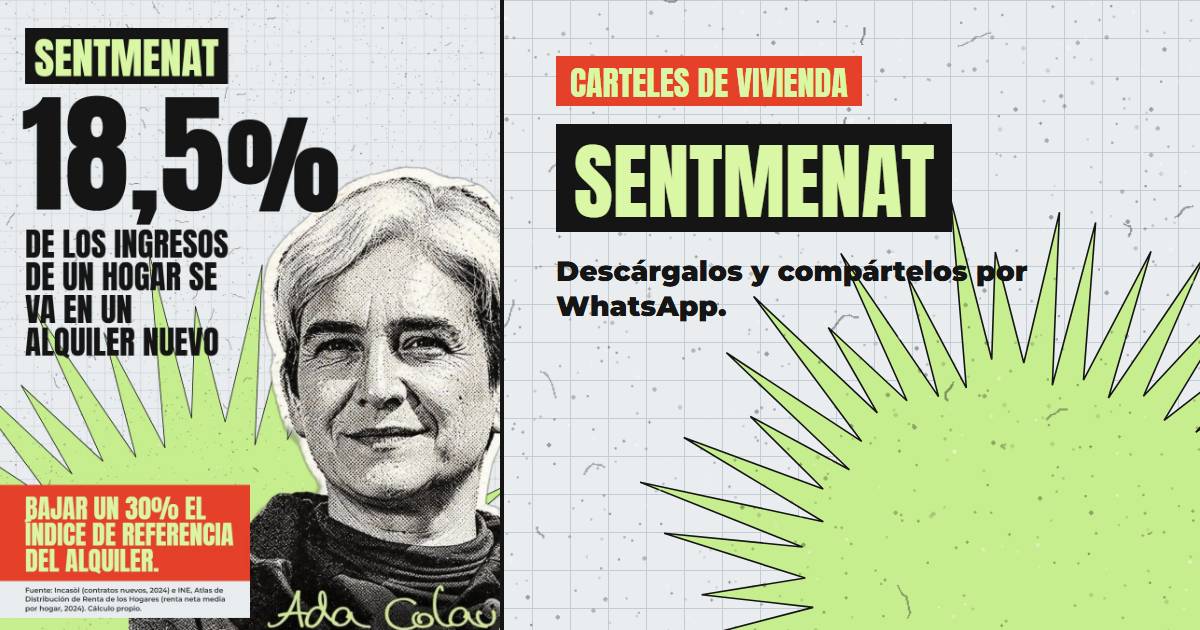 SENTMENAT
18,5%
DE LOS INGRESOS
DE UN HOGAR SE
VA EN UN
ALQUILER NUEVO
BAJAR UN 30% EL
ÍNDICE DE REFERENCIA
DEL ALQUILER.
Fuente: Incasòl (contratos nuevos, 2024) e INE, Atlas de
Distribución de Renta de los Hogares (renta neta media
por hogar, 2024). Cálculo propio.
Ada Colau
CARTELES DE VIVIENDA
SENTMENAT
Descárgalos y compártelos por
WhatsApp.